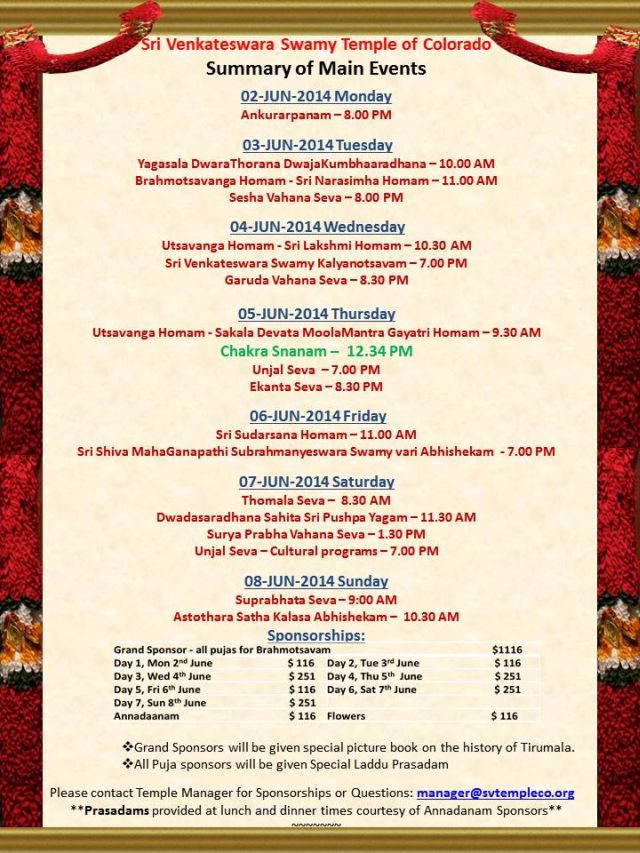 Sri Venkateswara Swamy Temple of Colorado
Summary of Main Events
02-JUN-2014 Monday
Ankurarpanam – 8.00 PM
03-JUN-2014 Tuesday
Yagasala DwaraThorana DwajaKumbhaaradhana – 10.00 AM
Brahmotsavanga Homam - Sri Narasimha Homam – 11.00 AM
Sesha Vahana Seva – 8.00 PM
04-JUN-2014 Wednesday
Utsavanga Homam - Sri Lakshmi Homam – 10.30 AM
Sri Venkateswara Swamy Kalyanotsavam – 7.00 PM
Garuda Vahana Seva – 8.30 PM
05-JUN-2014 Thursday
Utsavanga Homam - Sakala Devata MoolaMantra Gayatri Homam – 9.30 AM
Chakra Snanam – 12.34 PM
Unjal Seva – 7.00 PM
Ekanta Seva – 8.30 PM
06-JUN-2014 Friday
Sri Sudarsana Homam – 11.00 AM
Sri Shiva MahaGanapathi Subrahmanyeswara Swamy vari Abhishekam - 7.00 PM
07-JUN-2014 Saturday
Thomala Seva – 8.30 AM
Dwadasaradhana Sahita Sri Pushpa Yagam – 11.30 AM
Surya Prabha Vahana Seva – 1.30 PM
Unjal Seva – Cultural programs – 7.00 PM
08-JUN-2014 Sunday
Suprabhata Seva – 9:00 AM
Astothara Satha Kalasa Abhishekam – 10.30 AM
Sponsorships:
Grand Sponsor - all pujas for Brahmotsavam $1116
Day 1, Mon 2nd June $ 116 Day 2, Tue 3rd June $ 116
Day 3, Wed 4th June $ 251 Day 4, Thu 5th June $ 251
Day 5, Fri 6th June $ 116 Day 6, Sat 7th June $ 251
Day 7, Sun 8th June $ 251
Annadaanam $ 116 Flowers $ 116
❖Grand Sponsors will be given special picture book on the history of Tirumala.
❖All Puja sponsors will be given Special Laddu Prasadam
Please contact Temple Manager for Sponsorships or Questions: manager@svtempleco.org
**Prasadams provided at lunch and dinner times courtesy of Annadanam Sponsors**
~~~~~~~